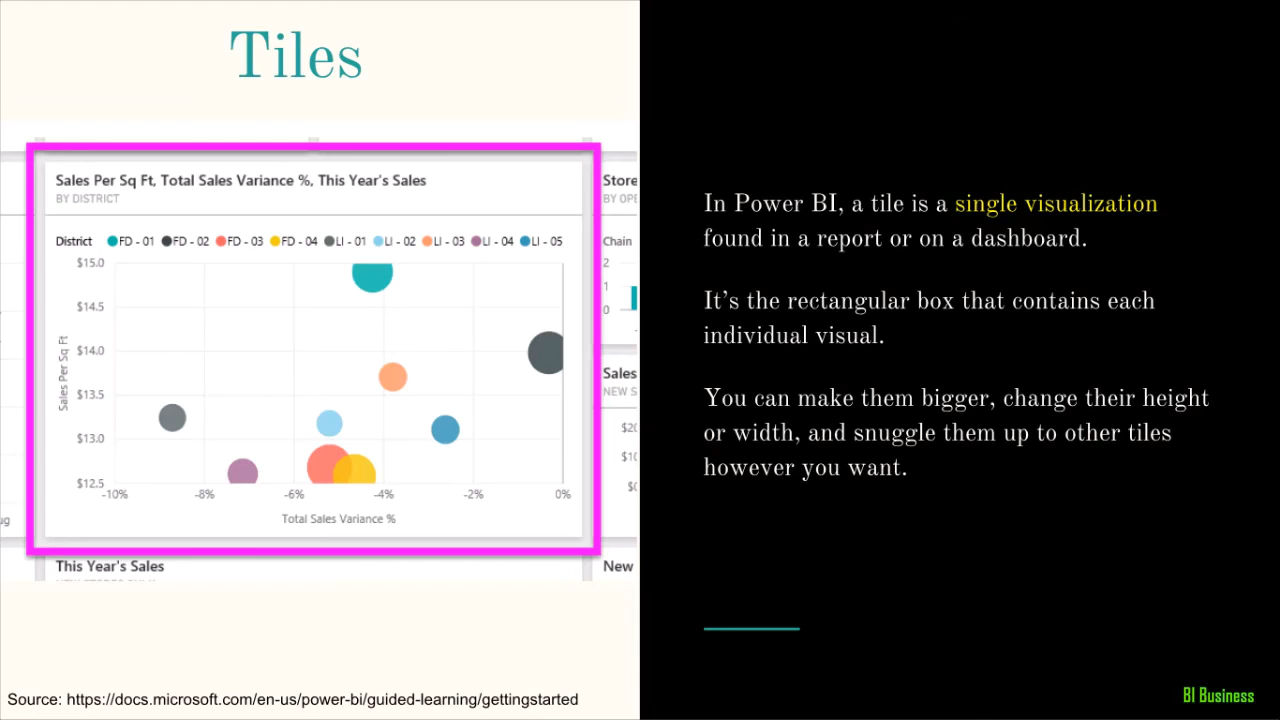 Tiles
Sales Per Sq Ft, Total Sales Variance %, This Year's Sales
BY DISTRICT
District FD - 01 FD - 02 FD - 03 FD - 04 LI - 01 LI - 02 LI - 03 LI - 04 LI - 05
$15.0
$14.5
$14.0
$13.5
$13.0
$12.5
Sales Per Sq Ft
-10% -8% -6% -4% -2% 0%
Total Sales Variance %
Store
BY OPE
Chain
2
1
0
Sales
NEW S
$20
$10
$0
ug
This Year's Sales
New
In Power BI, a tile is a single visualization
found in a report or on a dashboard.
It's the rectangular box that contains each
individual visual.
You can make them bigger, change their height
or width, and snuggle them up to other tiles
however you want.
Source: https://docs.microsoft.com/en-us/power-bi/guided-learning/gettingstarted
BI Business